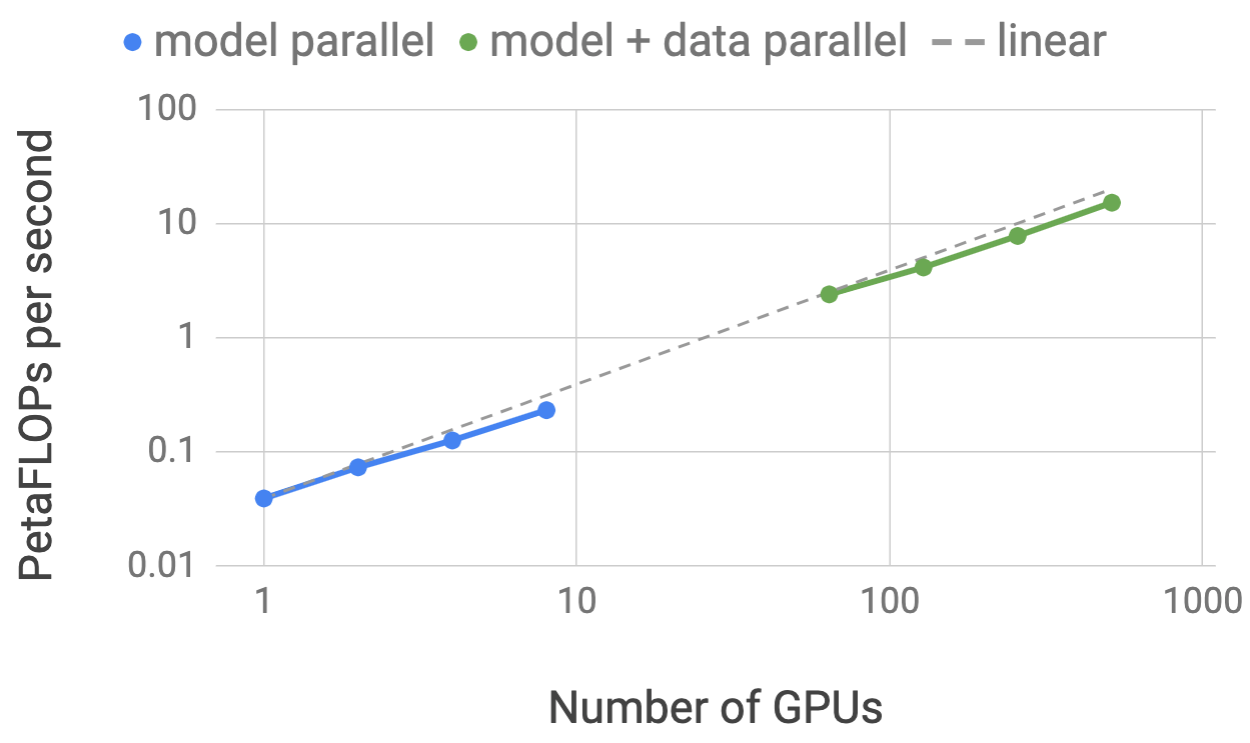 model parallel model + data parallel linear
100
10
1
0.1
0.01
PetaFLOPs per second
1 10 100 1000
Number of GPUs